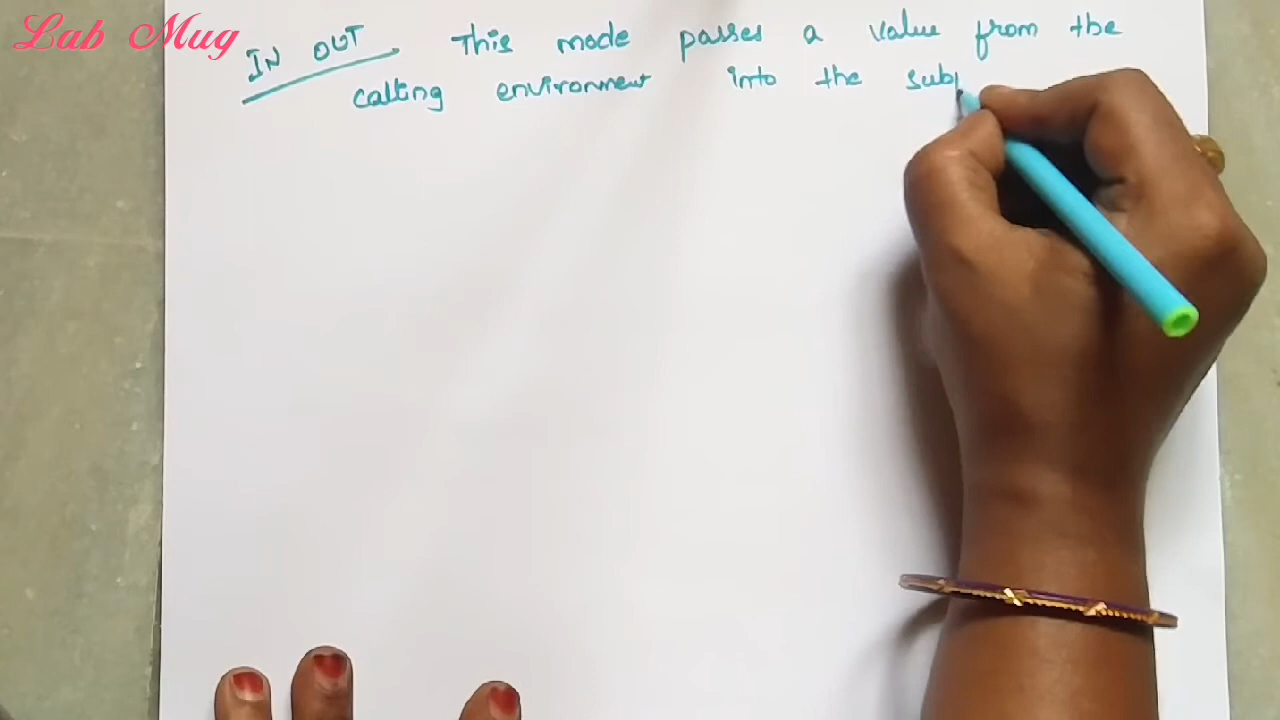 Lab Mug
IN OUT This mode passes a value from the
calling environment into the sub